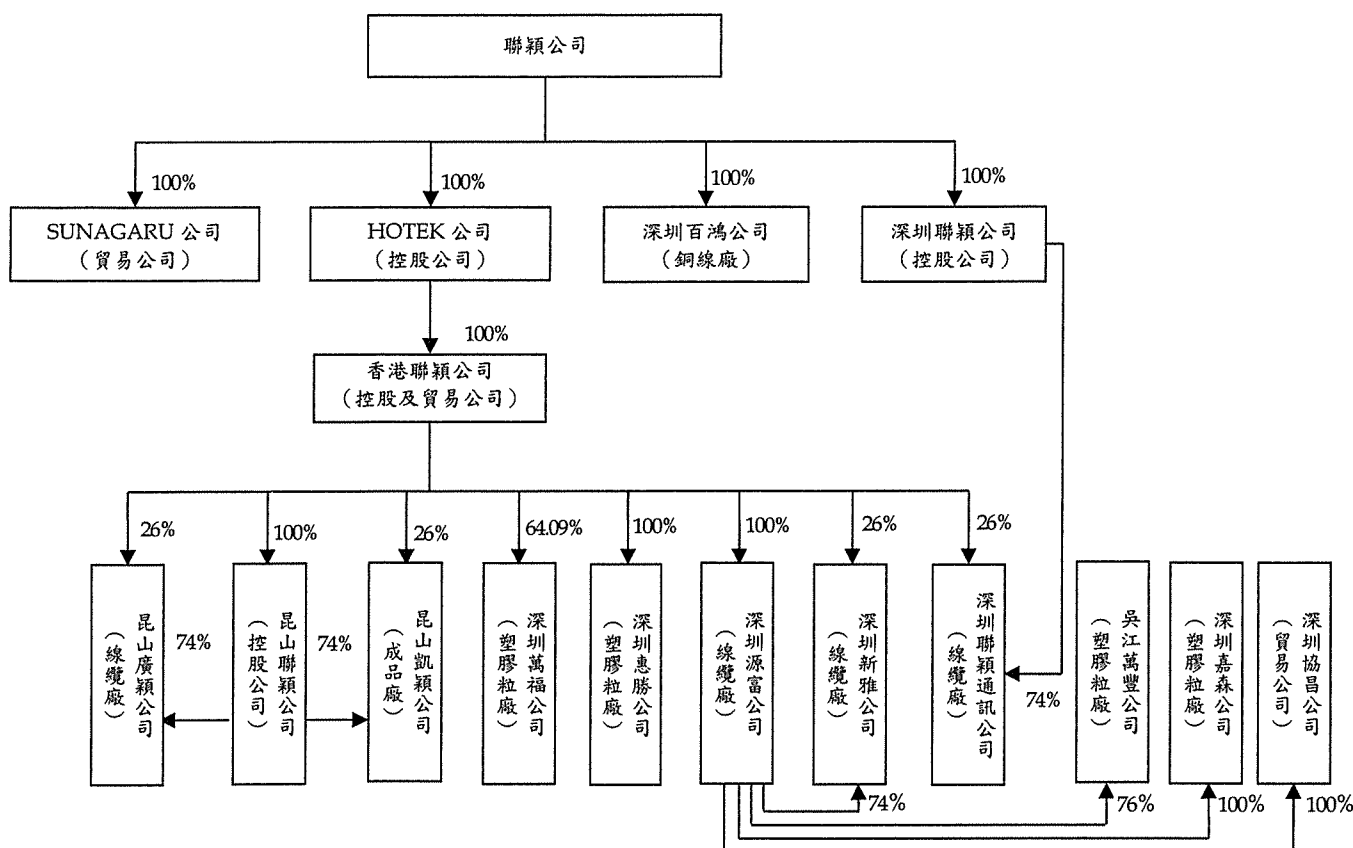 聯穎公司
100%
100%
100%
100%
SUNAGARU 公司
（貿易公司）
HOTEK 公司
（控股公司）
深圳百鴻公司
（銅線廠）
深圳聯穎公司
（控股公司）
100%
香港聯穎公司
（控股及貿易公司）
26%
100%
26%
64.09%
100%
100%
26%
26%
昆山廣穎公司
（線纜廠）
74%
昆山聯穎公司
（控股公司）
74%
昆山凱穎公司
（成品廠）
深圳萬福公司
（塑膠粒廠）
深圳惠勝公司
（塑膠粒廠）
深圳源富公司
（線纜廠）
深圳新雅公司
（線纜廠）
深圳聯穎通訊公司
（線纜廠）
74%
吳江萬豐公司
（塑膠粒廠）
深圳嘉森公司
（塑膠粒廠）
深圳協昌公司
（貿易公司）
74%
76%
100%
100%